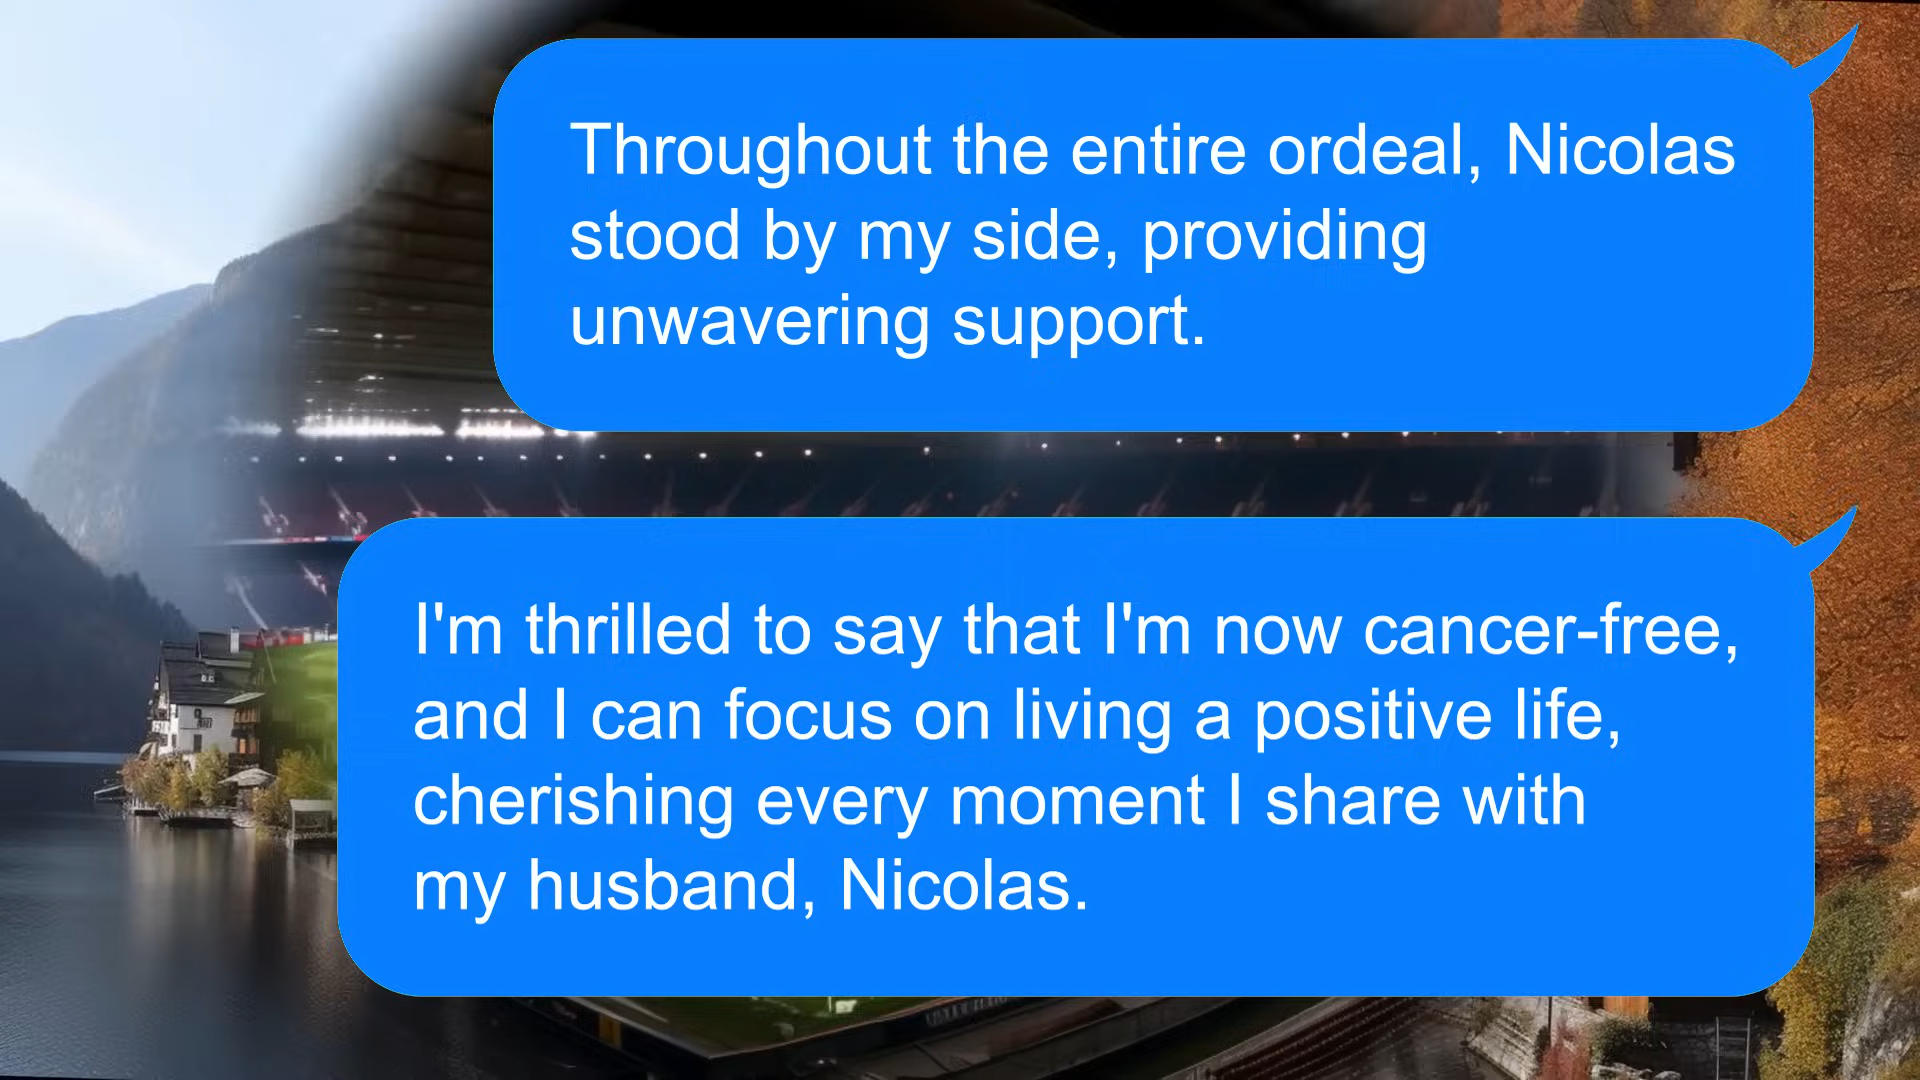 Throughout the entire ordeal, Nicolas
stood by my side, providing
unwavering support.
I'm thrilled to say that I'm now cancer-free,
and I can focus on living a positive life,
cherishing every moment I share with
my husband, Nicolas.